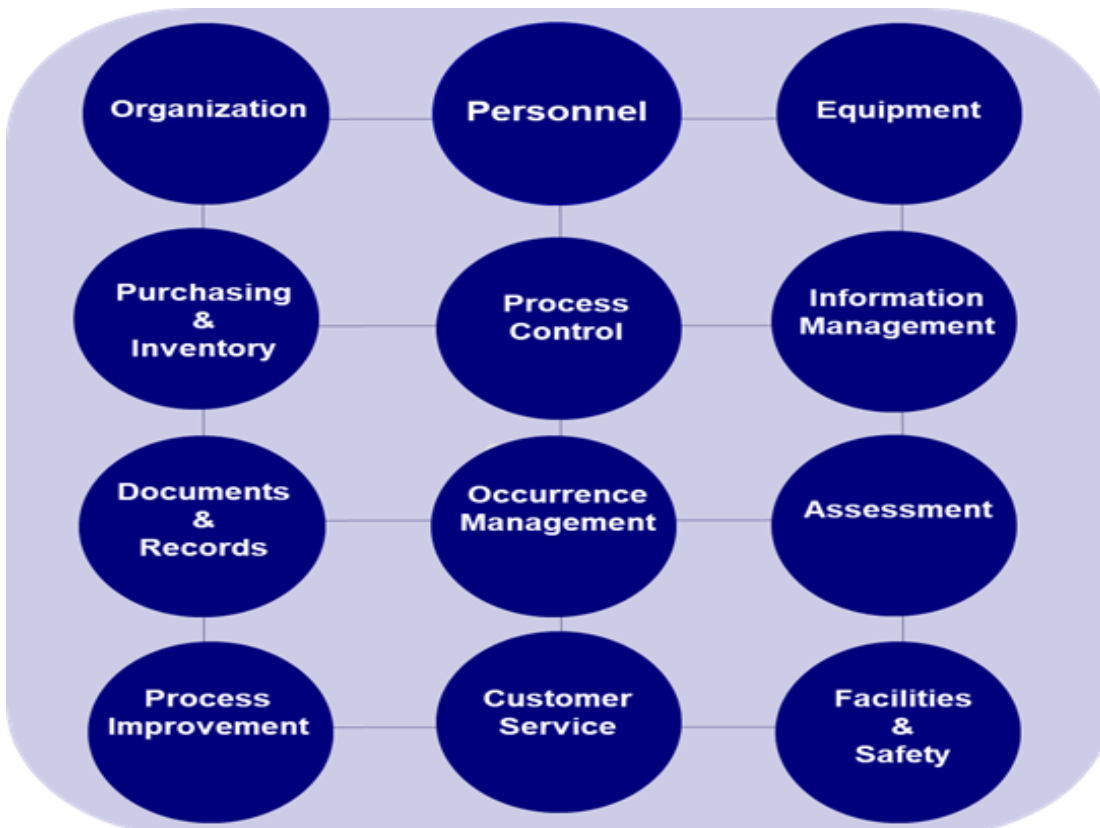 Organization
Personnel
Equipment
Purchasing
&
Inventory
Process
Control
Information
Management
Documents
&
Records
Occurrence
Management
Assessment
Process
Improvement
Customer
Service
Facilities
&
Safety